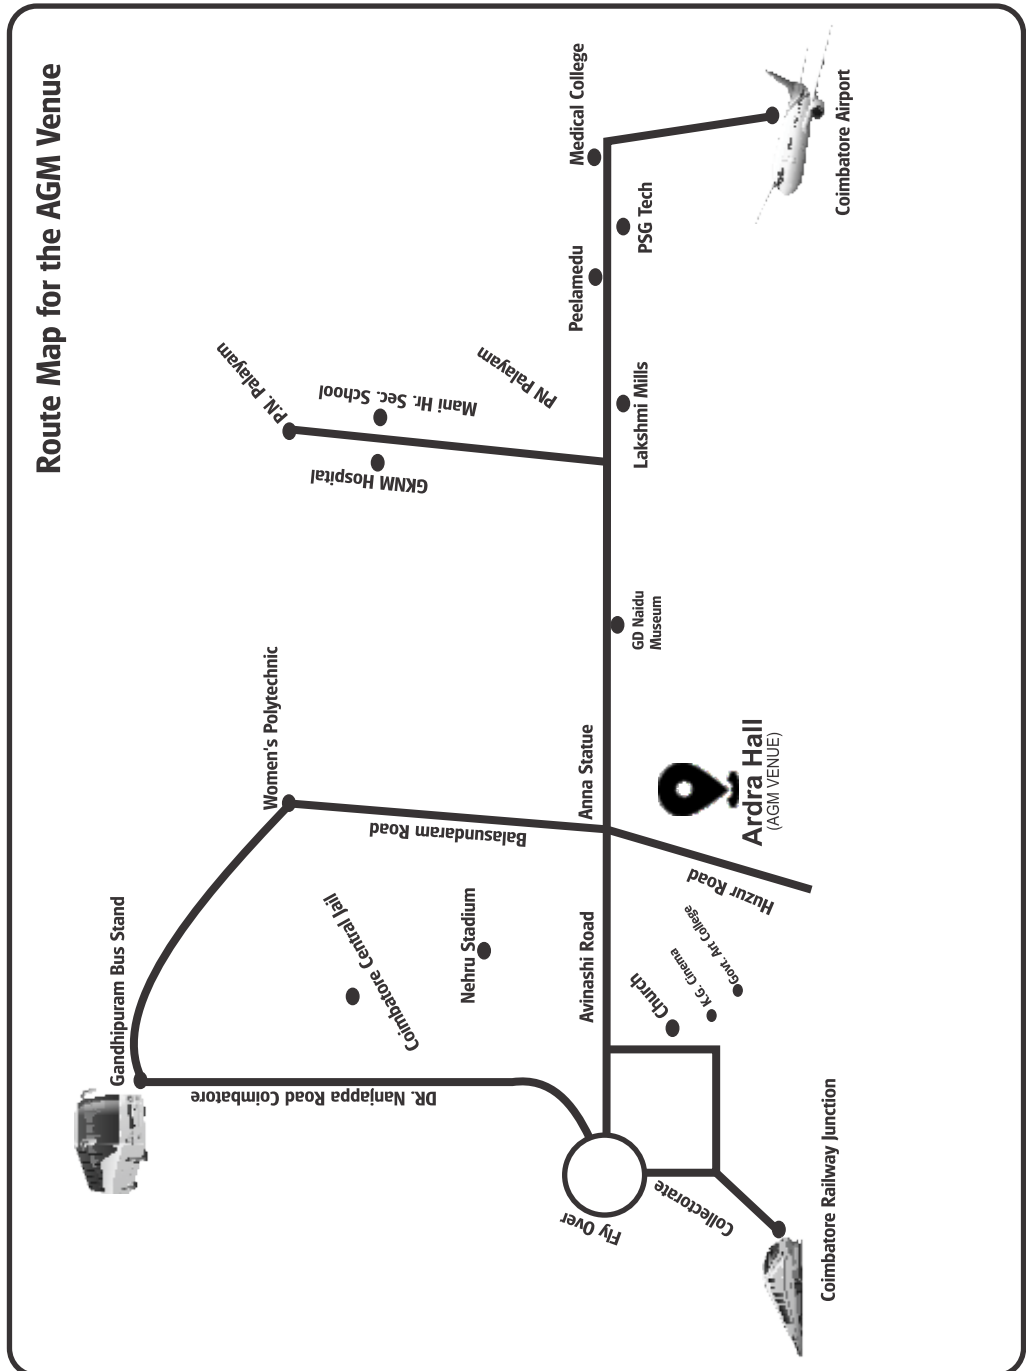 Route Map for the AGM Venue
Gandhipuram Bus Stand
Women's Polytechnic
P.N. Palayam
DR. Nanjappa Road Coimbatore
Coimbatore Central Jail
GKNM Hospital
Mani Hr. Sec. School
Balasundaram Road
Nehru Stadium
PN Palayam
Fly Over
Avinashi Road
Anna Statue
Peelamedu
Medical College
GD Naidu
Museum
Lakshmi Mills
PSG Tech
Collectorate
Church
K.G. Cinema
Govt. Art College
Huzur Road
Ardra Hall
(AGM VENUE)
Coimbatore Railway Junction
Coimbatore Airport